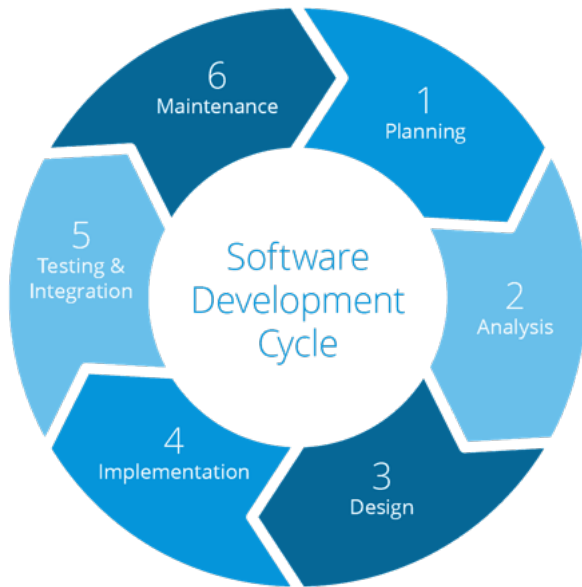 Software
Development
Cycle
1
Planning
2
Analysis
3
Design
4
Implementation
5
Testing &
Integration
6
Maintenance